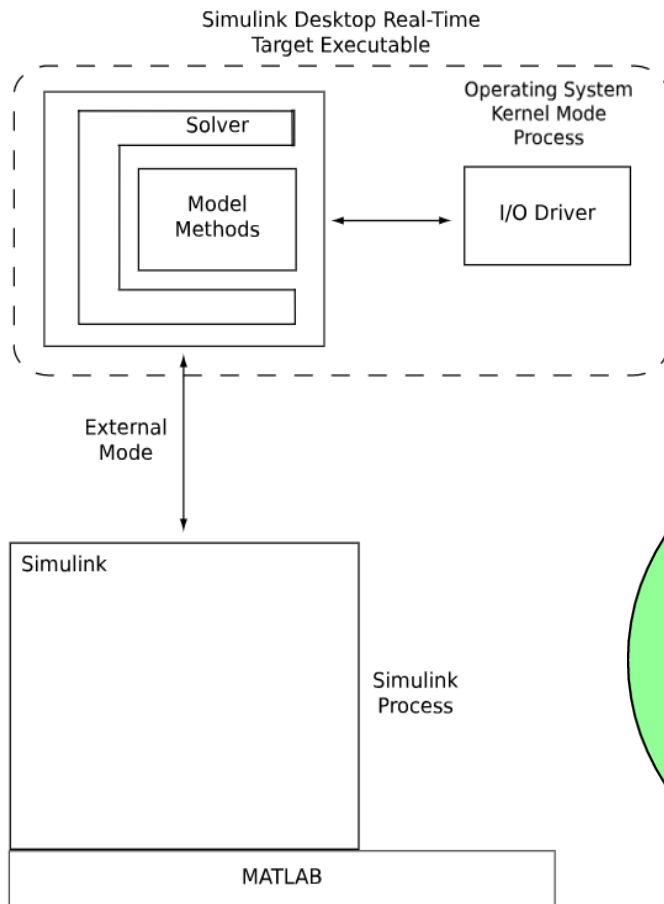 Simulink Desktop Real-Time
Target Executable
Operating System
Kernel Mode
Process
Solver
Model
Methods
I/O Driver
External
Mode
Simulink
Simulink
Process
MATLAB